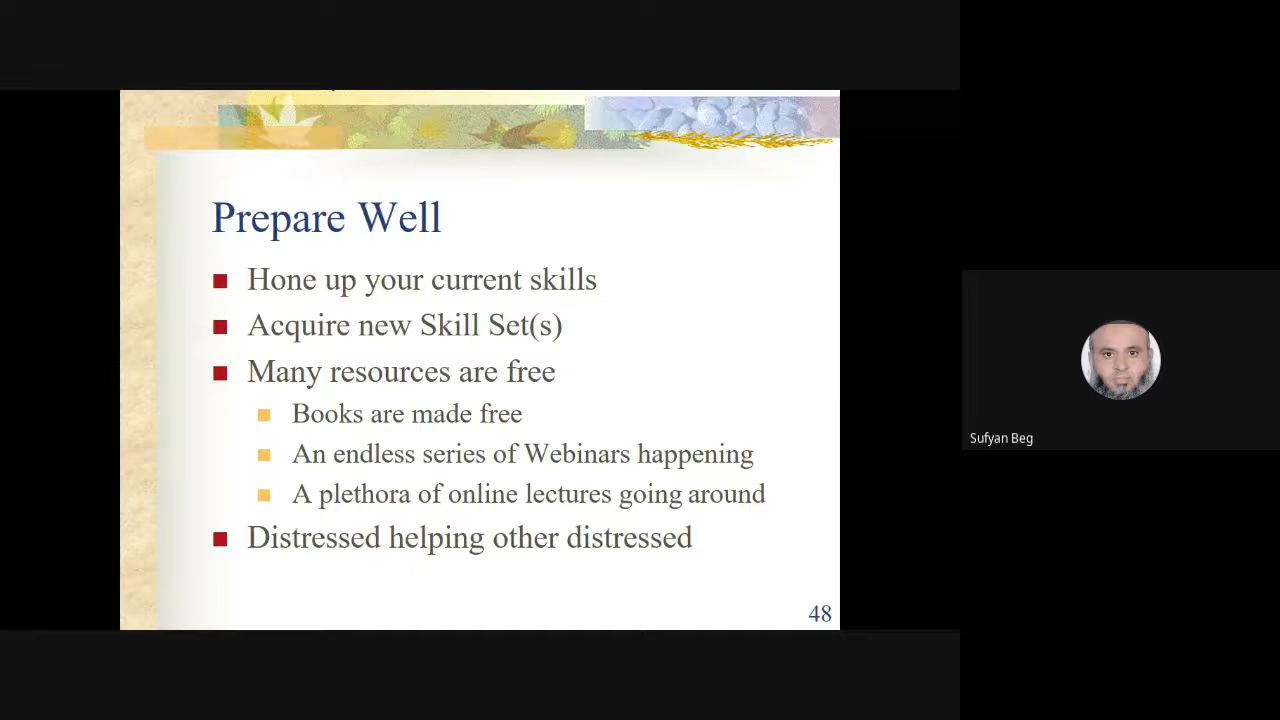 Prepare Well
Hone up your current skills
Acquire new Skill Set(s)
Many resources are free
Books are made free
An endless series of Webinars happening
A plethora of online lectures going around
Distressed helping other distressed
48
Sufyan Beg